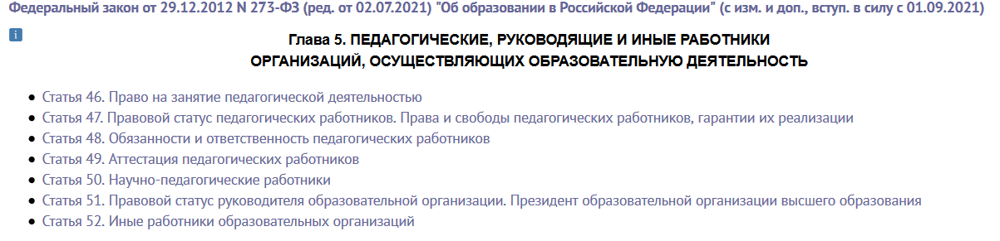 Федеральный закон от 29.12.2012 N 273-ФЗ (ред. от 02.07.2021) "Об образовании в Российской Федерации" (с изм. и доп., вступ. в силу с 01.09.2021)
i
Глава 5. ПЕДАГОГИЧЕСКИЕ, РУКОВОДЯЩИЕ И ИНЫЕ РАБОТНИКИ
ОРГАНИЗАЦИЙ, ОСУЩЕСТВЛЯЮЩИХ ОБРАЗОВАТЕЛЬНУЮ ДЕЯТЕЛЬНОСТЬ
• Статья 46. Право на занятие педагогической деятельностью
• Статья 47. Правовой статус педагогических работников. Права и свободы педагогических работников, гарантии их реализации
• Статья 48. Обязанности и ответственность педагогических работников
• Статья 49. Аттестация педагогических работников
• Статья 50. Научно-педагогические работники
• Статья 51. Правовой статус руководителя образовательной организации. Президент образовательной организации высшего образования
• Статья 52. Иные работники образовательных организаций